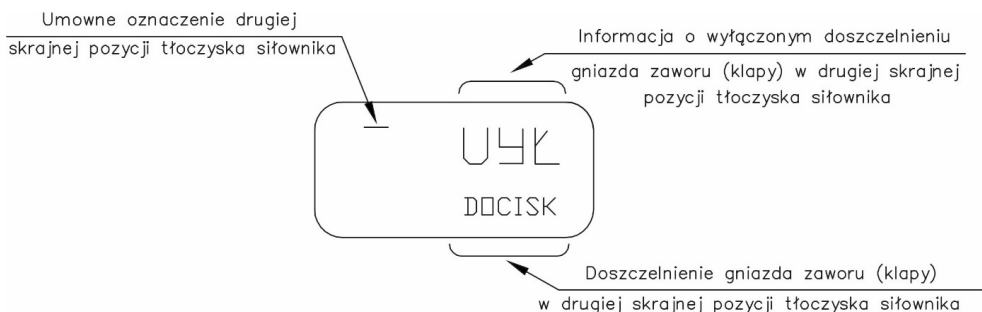 Umowne oznaczenie drugiej
skrajnej pozycji tłoczyska siłownika
Informacja o wyłączonym doszczelnieniu
gniazda zaworu (klapy) w drugiej skrajnej
pozycji tłoczyska siłownika
WYŁ
DOCISK
Doszczelnienie gniazda zaworu (klapy)
w drugiej skrajnej pozycji tłoczyska siłownika